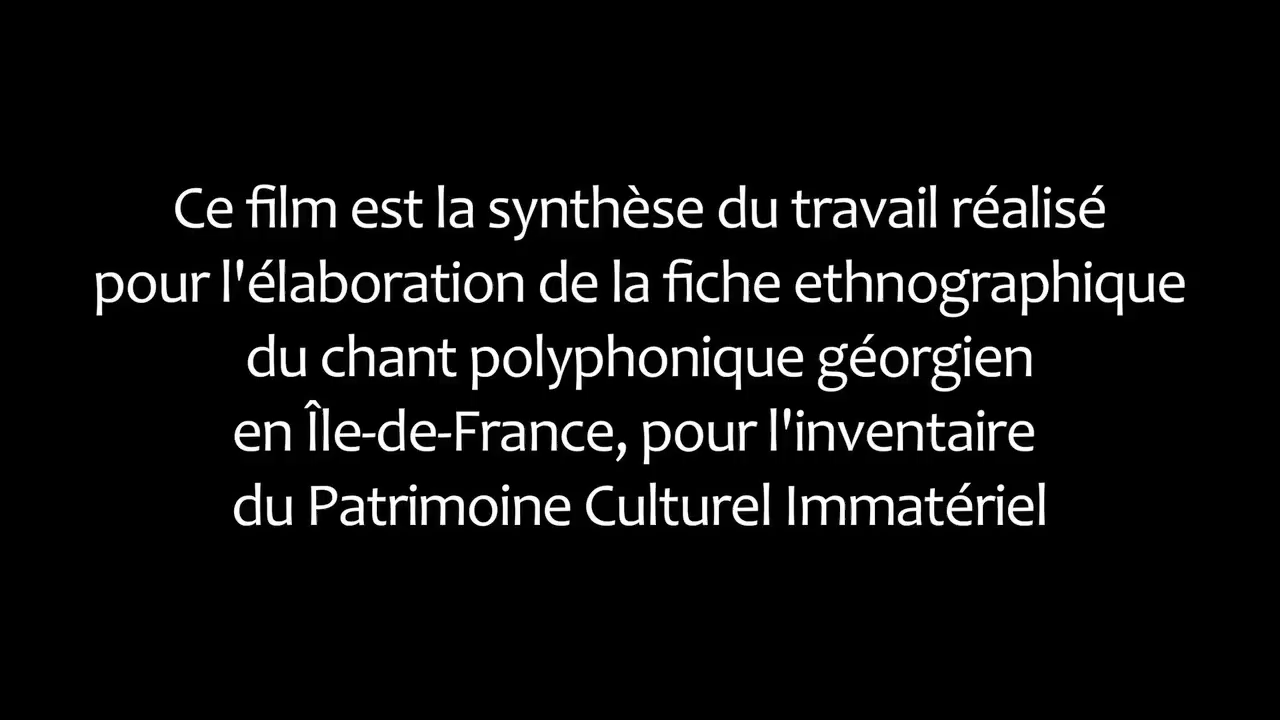 Ce film est la synthèse du travail réalisé
pour l'élaboration de la fiche ethnographique
du chant polyphonique géorgien
en Île-de-France, pour l'inventaire
du Patrimoine Culturel Immatériel